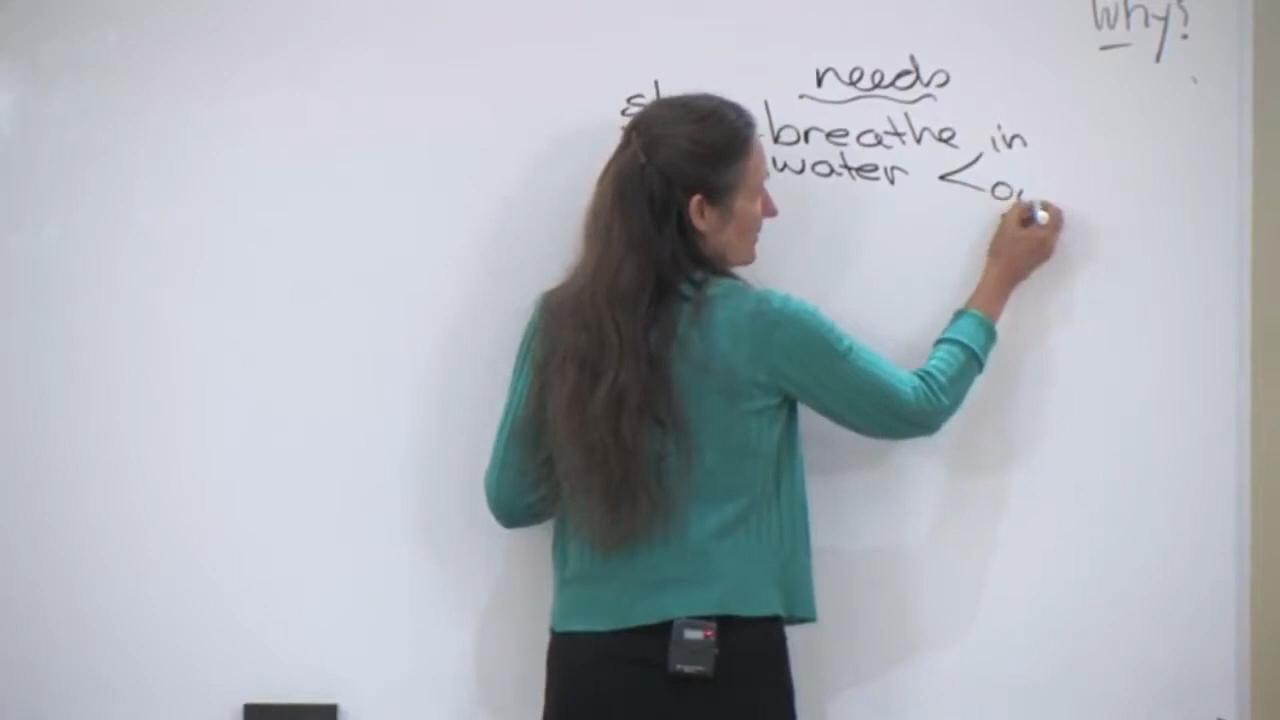 Why?
needs
breathe in
water <